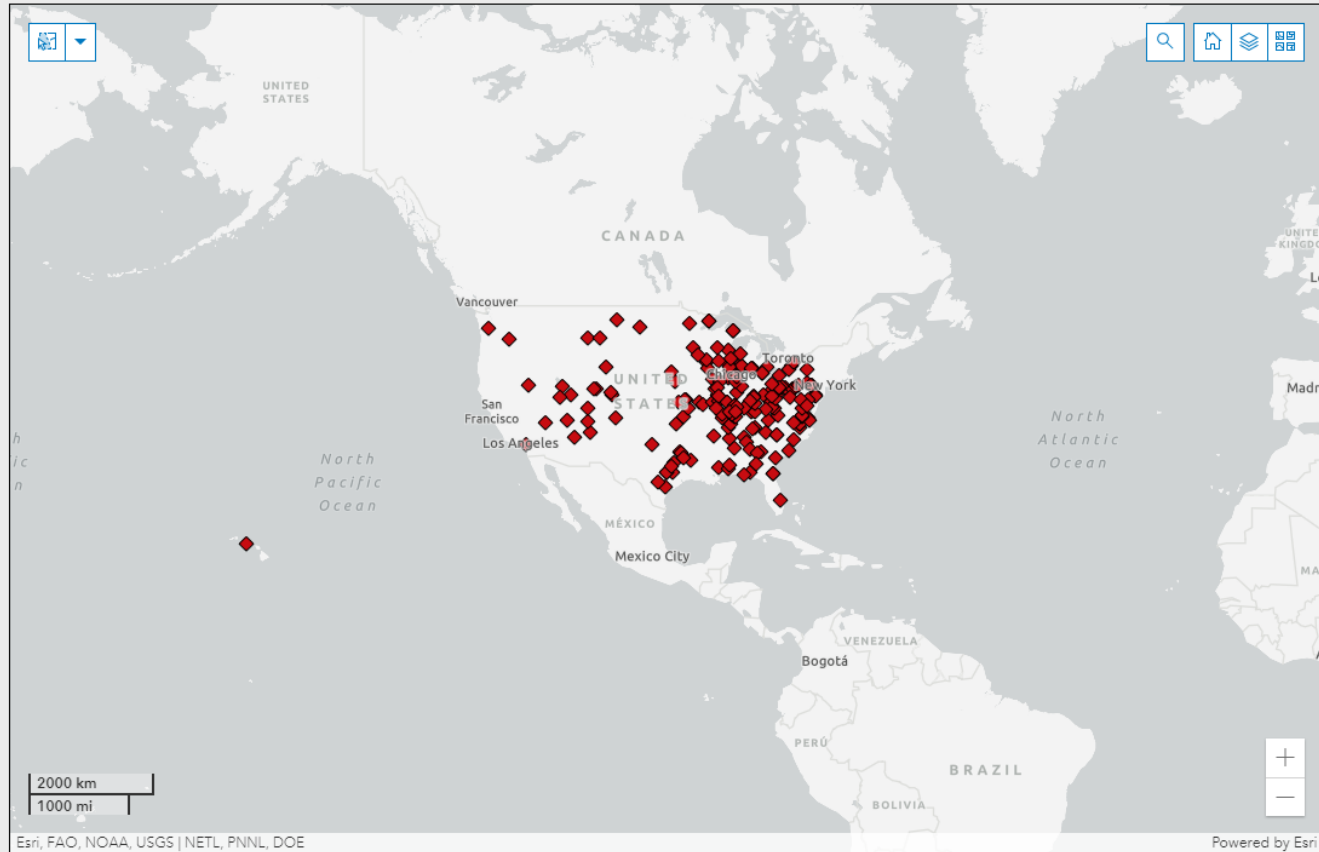 UNITED
STATES
CANADA
Vancouver
Toronto
Chicago
New York
UNITED
STATES
San
Francisco
Los Angeles
North
Pacific
Ocean
North
Atlantic
Ocean
MÉXICO
Mexico City
VENEZUELA
Bogotá
PERÚ
BRAZIL
BOLIVIA
2000 km
1000 mi
Esri, FAO, NOAA, USGS | NETL, PNNL, DOE
Powered by Esri